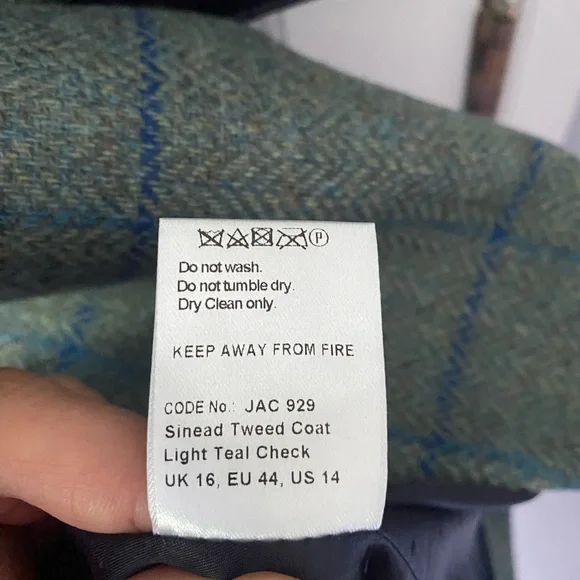 P
Do not wash.
Do not tumble dry.
Dry Clean only.
KEEP AWAY FROM FIRE
CODE No.: JAC 929
Sinead Tweed Coat
Light Teal Check
UK 16, EU 44, US 14